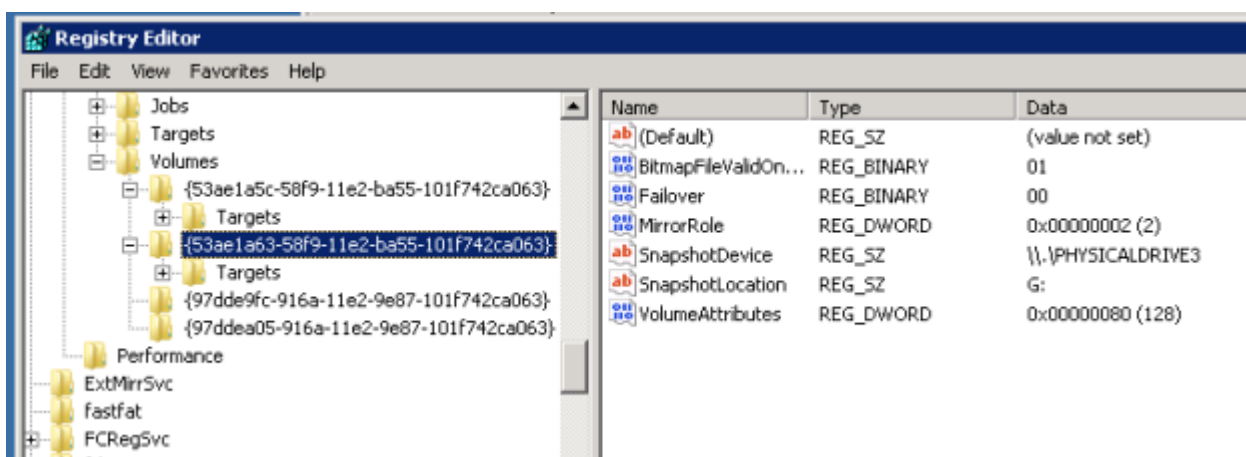 Registry Editor
File Edit View Favorites Help
Jobs
Targets
Volumes
{53ae1a5c-58f9-11e2-ba55-101f742ca063}
Targets
{53ae1a63-58f9-11e2-ba55-101f742ca063}
Targets
{97dde9fc-916a-11e2-9e87-101f742ca063}
{97ddea05-916a-11e2-9e87-101f742ca063}
Performance
ExtMirrSvc
fastfat
FCRegSvc
Name Type Data
(Default) REG_SZ (value not set)
BitmapFileValidOn... REG_BINARY 01
Failover REG_BINARY 00
MirrorRole REG_DWORD 0x00000002 (2)
SnapshotDevice REG_SZ \\.\PHYSICALDRIVE3
SnapshotLocation REG_SZ G:
VolumeAttributes REG_DWORD 0x00000080 (128)